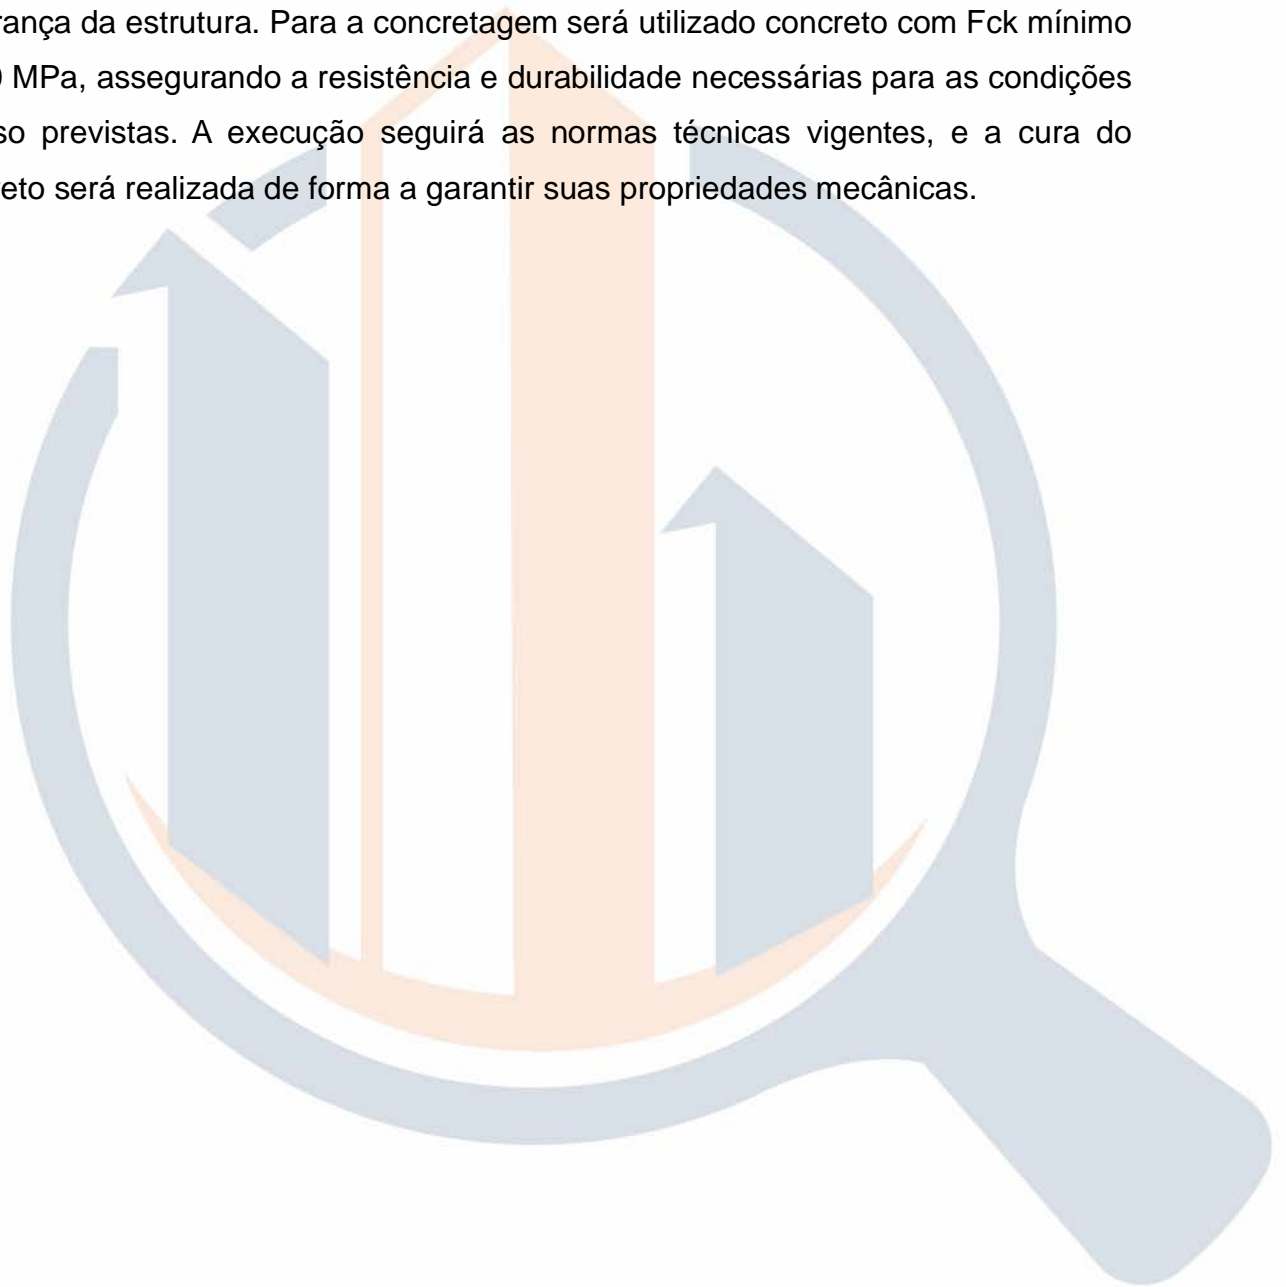 rança da estrutura. Para a concretagem será utilizado concreto com Fck mínimo
0 MPa, assegurando a resistência e durabilidade necessárias para as condições
so previstas. A execução seguirá as normas técnicas vigentes, e a cura do
eto será realizada de forma a garantir suas propriedades mecânicas.